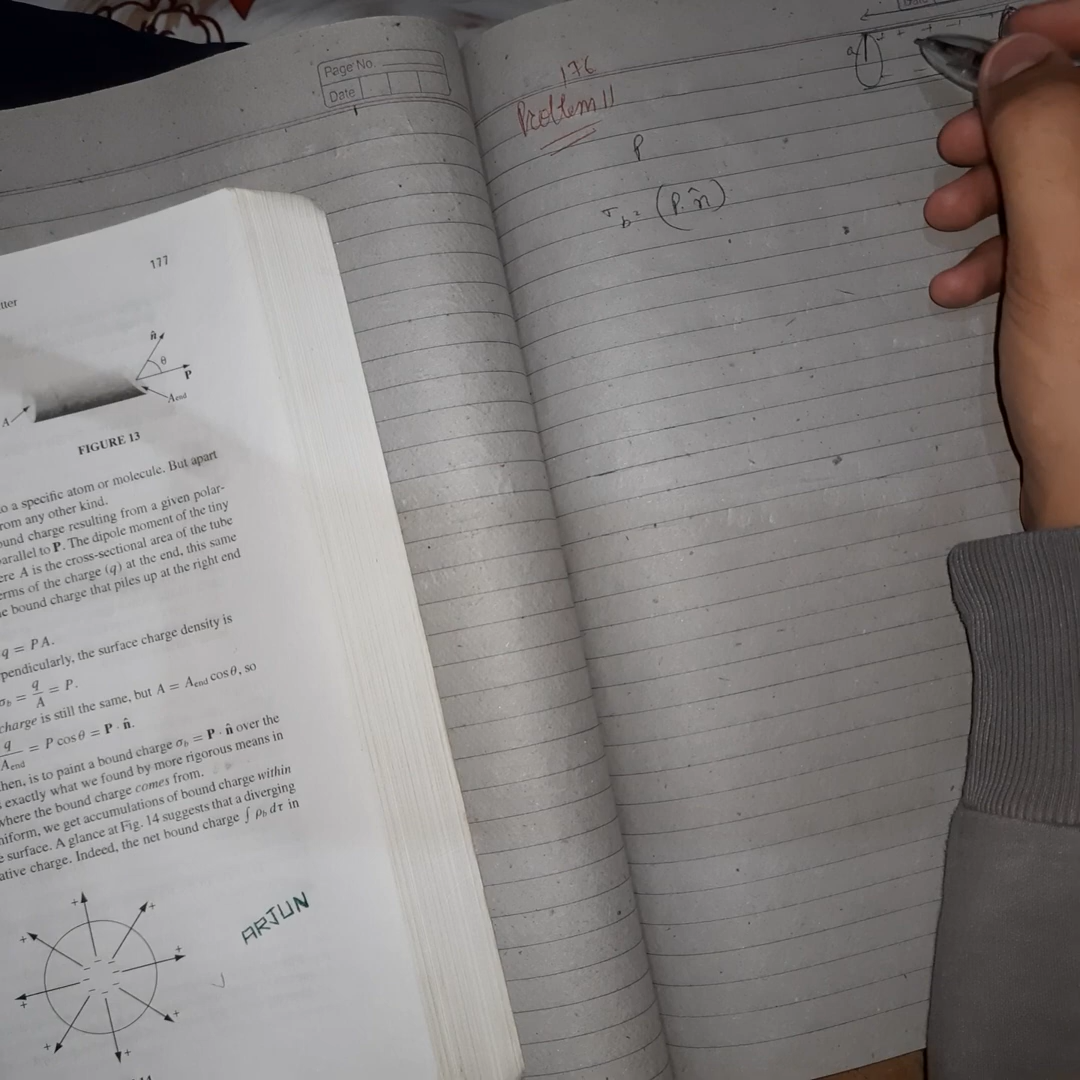 Page No.
Date
176
Problem 11
P
σb = (P.n̂)
a
177
tter
n̂
θ
P
Aend
A
FIGURE 13
to a specific atom or molecule. But apart
rom any other kind.
ound charge resulting from a given polar-
parallel to P. The dipole moment of the tiny
ere A is the cross-sectional area of the tube
erms of the charge (q) at the end, this same
e bound charge that piles up at the right end
q = PA.
pendicularly, the surface charge density is
σb = q/A = P.
charge is still the same, but A = Aend cos θ, so
q/Aend = P cos θ = P · n̂.
hen, is to paint a bound charge σb = P · n̂ over the
s exactly what we found by more rigorous means in
where the bound charge comes from.
niform, we get accumulations of bound charge within
e surface. A glance at Fig. 14 suggests that a diverging
ative charge. Indeed, the net bound charge ∫ ρb dτ in
ARJUN